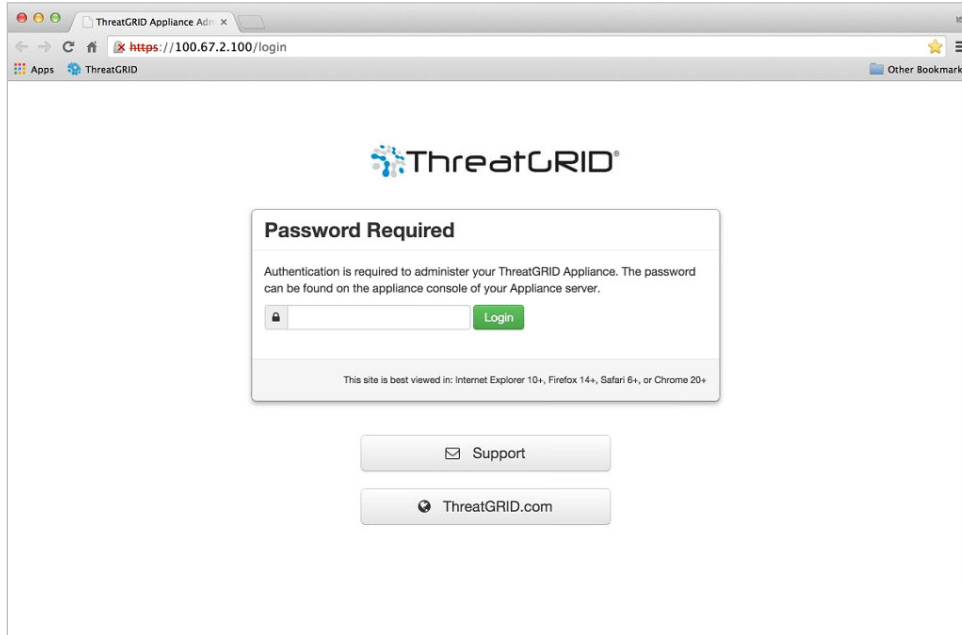 ThreatGRID Appliance Adm
https://100.67.2.100/login
Apps ThreatGRID Other Bookmark
ThreatGRID®
Password Required
Authentication is required to administer your ThreatGRID Appliance. The password
can be found on the appliance console of your Appliance server.
Login
This site is best viewed in: Internet Explorer 10+, Firefox 14+, Safari 6+, or Chrome 20+
Support
ThreatGRID.com